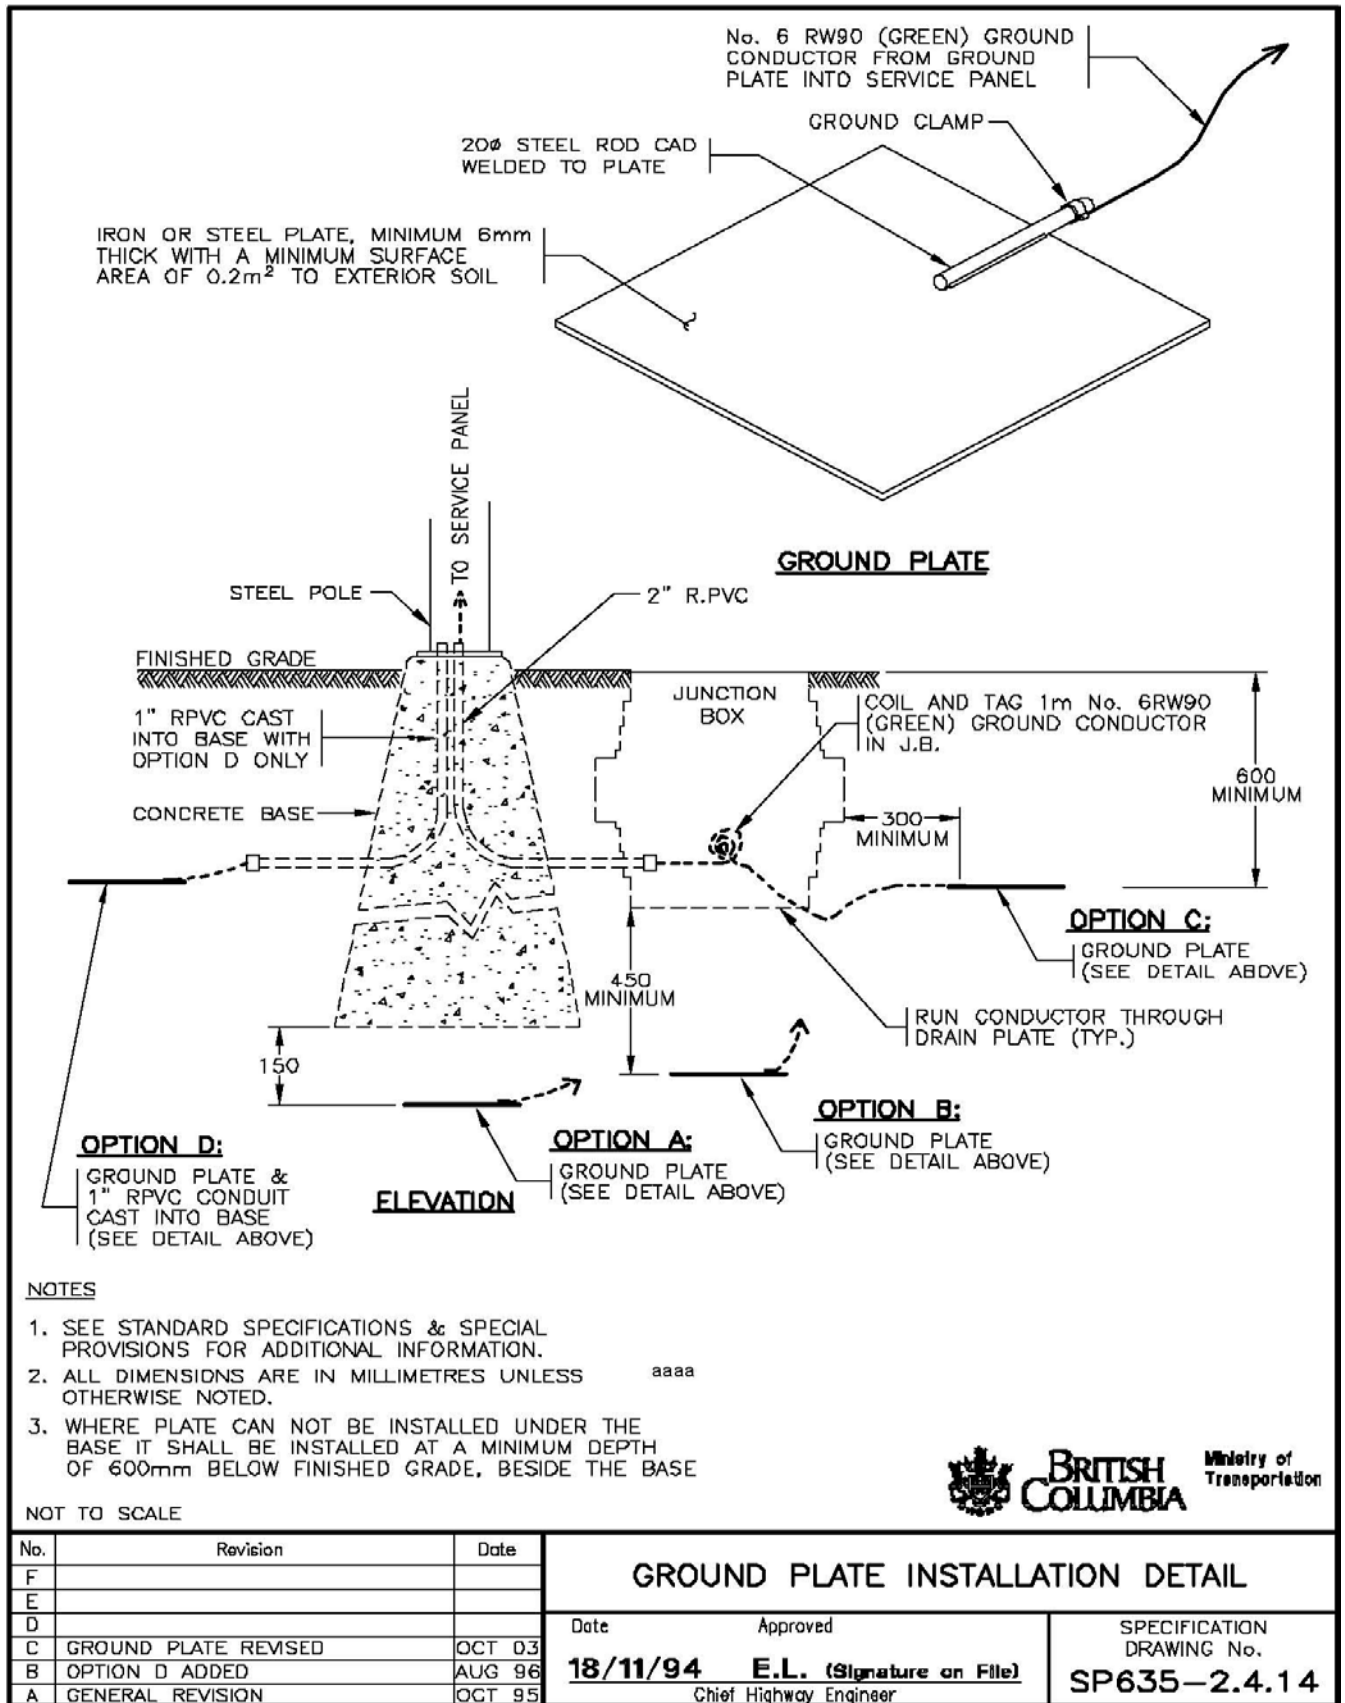 No. 6 RW90 (GREEN) GROUND
CONDUCTOR FROM GROUND
PLATE INTO SERVICE PANEL
GROUND CLAMP
20ø STEEL ROD CAD
WELDED TO PLATE
IRON OR STEEL PLATE, MINIMUM 6mm
THICK WITH A MINIMUM SURFACE
AREA OF 0.2m² TO EXTERIOR SOIL
GROUND PLATE
TO SERVICE PANEL
STEEL POLE
2" R.PVC
FINISHED GRADE
1" RPVC CAST
INTO BASE WITH
OPTION D ONLY
CONCRETE BASE
JUNCTION
BOX
COIL AND TAG 1m No. 6RW90
(GREEN) GROUND CONDUCTOR
IN J.B.
600
MINIMUM
300
MINIMUM
450
MINIMUM
150
OPTION C:
GROUND PLATE
(SEE DETAIL ABOVE)
RUN CONDUCTOR THROUGH
DRAIN PLATE (TYP.)
OPTION B:
GROUND PLATE
(SEE DETAIL ABOVE)
OPTION A:
GROUND PLATE
(SEE DETAIL ABOVE)
OPTION D:
GROUND PLATE &
1" RPVC CONDUIT
CAST INTO BASE
(SEE DETAIL ABOVE)
ELEVATION
NOTES
1. SEE STANDARD SPECIFICATIONS & SPECIAL
PROVISIONS FOR ADDITIONAL INFORMATION.
2. ALL DIMENSIONS ARE IN MILLIMETRES UNLESS
OTHERWISE NOTED.
aaaa
3. WHERE PLATE CAN NOT BE INSTALLED UNDER THE
BASE IT SHALL BE INSTALLED AT A MINIMUM DEPTH
OF 600mm BELOW FINISHED GRADE, BESIDE THE BASE
NOT TO SCALE
BRITISH
COLUMBIA
Ministry of
Transportation
No. Revision Date
F
E
D
C GROUND PLATE REVISED OCT 03
B OPTION D ADDED AUG 96
A GENERAL REVISION OCT 95
GROUND PLATE INSTALLATION DETAIL
Date Approved
18/11/94 E.L. (Signature on File)
Chief Highway Engineer
SPECIFICATION
DRAWING No.
SP635-2.4.14